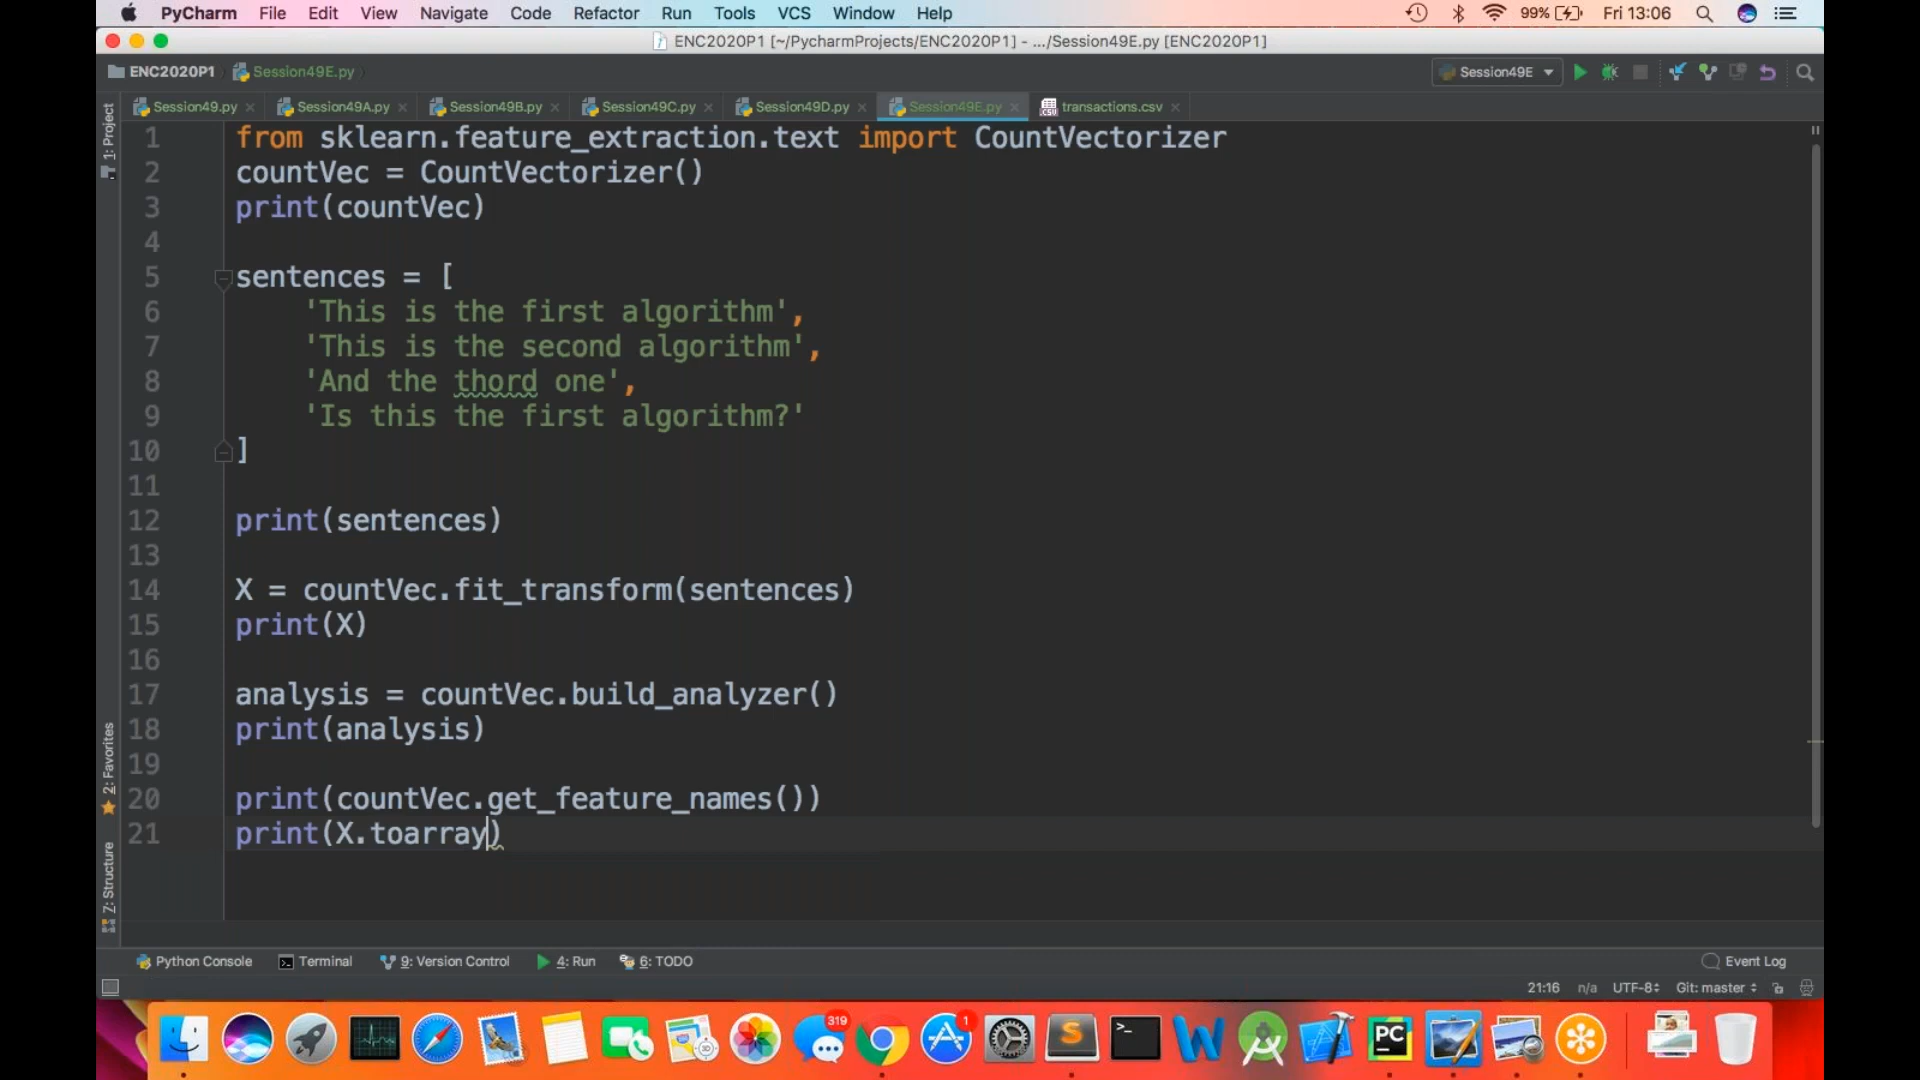 PyCharm File Edit View Navigate Code Refactor Run Tools VCS Window Help 99% Fri 13:06
ENC2020P1 [~/PycharmProjects/ENC2020P1] - .../Session49E.py [ENC2020P1]
ENC2020P1 Session49E.py Session49E
Session49.py Session49A.py Session49B.py Session49C.py Session49D.py Session49E.py transactions.csv
1: Project
1 from sklearn.feature_extraction.text import CountVectorizer
2 countVec = CountVectorizer()
3 print(countVec)
4
5 sentences = [
6 'This is the first algorithm',
7 'This is the second algorithm',
8 'And the thord one',
9 'Is this the first algorithm?'
10 ]
11
12 print(sentences)
13
14 X = countVec.fit_transform(sentences)
15 print(X)
16
17 analysis = countVec.build_analyzer()
18 print(analysis)
19
20 print(countVec.get_feature_names())
21 print(X.toarray)
2: Favorites
7: Structure
Python Console Terminal 9: Version Control 4: Run 6: TODO Event Log
21:16 n/a UTF-8 Git: master
319 1
PC